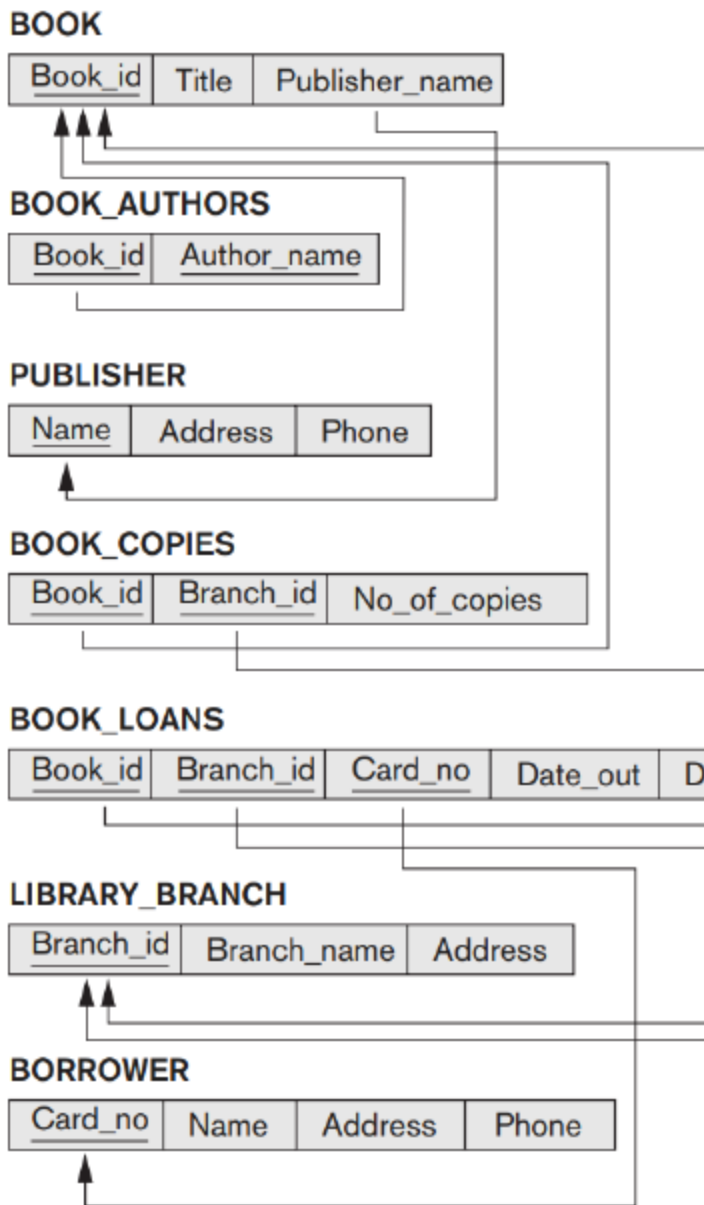 BOOK
Book_id Title Publisher_name
BOOK_AUTHORS
Book_id Author_name
PUBLISHER
Name Address Phone
BOOK_COPIES
Book_id Branch_id No_of_copies
BOOK_LOANS
Book_id Branch_id Card_no Date_out D
LIBRARY_BRANCH
Branch_id Branch_name Address
BORROWER
Card_no Name Address Phone